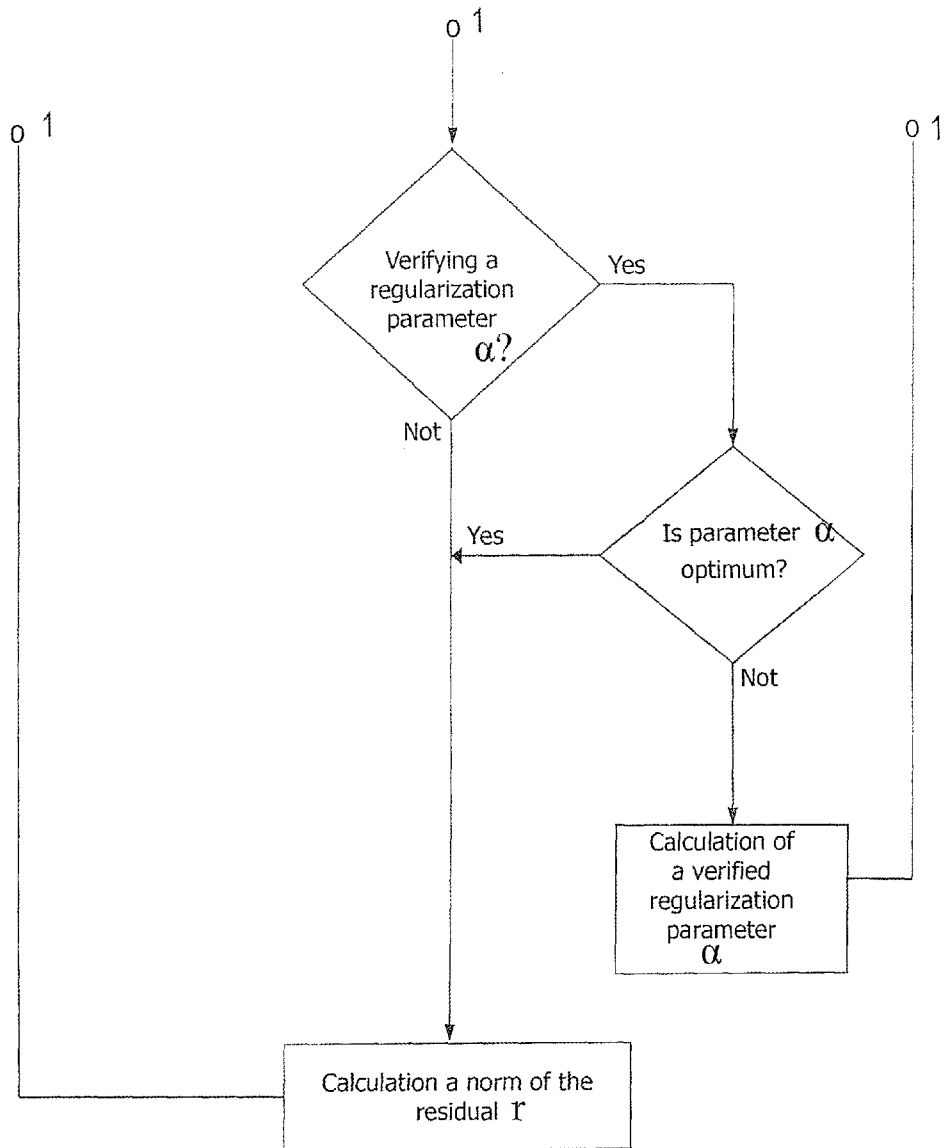 o 1
o 1
o 1
Verifying a
regularization
parameter
α?
Yes
Not
Yes
Is parameter α
optimum?
Not
Calculation of
a verified
regularization
parameter
α
Calculation a norm of the
residual r